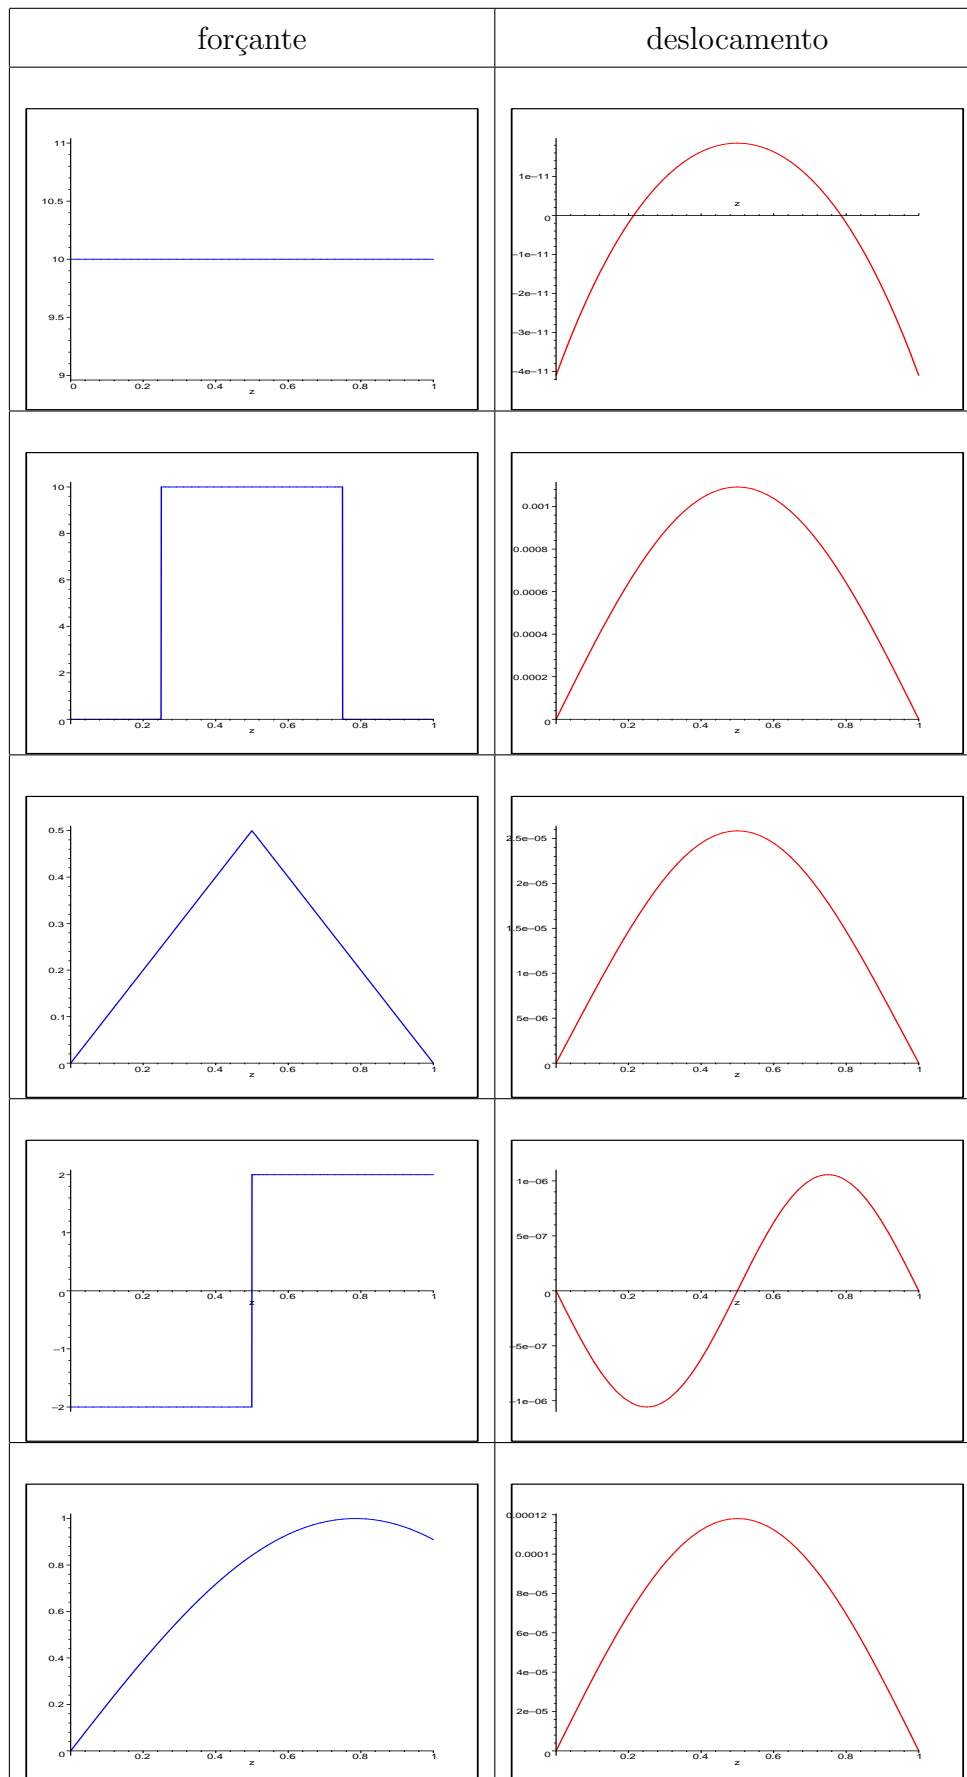 forçante deslocamento
11
10.5
10
9.5
9
0 0.2 0.4 0.6 0.8 1
z
1e–11
z
0
–1e–11
–2e–11
–3e–11
–4e–11
10
8
6
4
2
0
0.2 0.4 0.6 0.8 1
z
0.001
0.0008
0.0006
0.0004
0.0002
0
0.2 0.4 0.6 0.8 1
z
0.5
0.4
0.3
0.2
0.1
0
0.2 0.4 0.6 0.8 1
z
2.5e–05
2e–05
1.5e–05
1e–05
5e–06
0
0.2 0.4 0.6 0.8 1
z
2
1
0
0.2 0.4 0.6 0.8 1
z
–1
–2
1e–06
5e–07
0
0.2 0.4 0.6 0.8 1
z
–5e–07
–1e–06
1
0.8
0.6
0.4
0.2
0
0.2 0.4 0.6 0.8 1
z
0.00012
0.0001
8e–05
6e–05
4e–05
2e–05
0
0.2 0.4 0.6 0.8 1
z